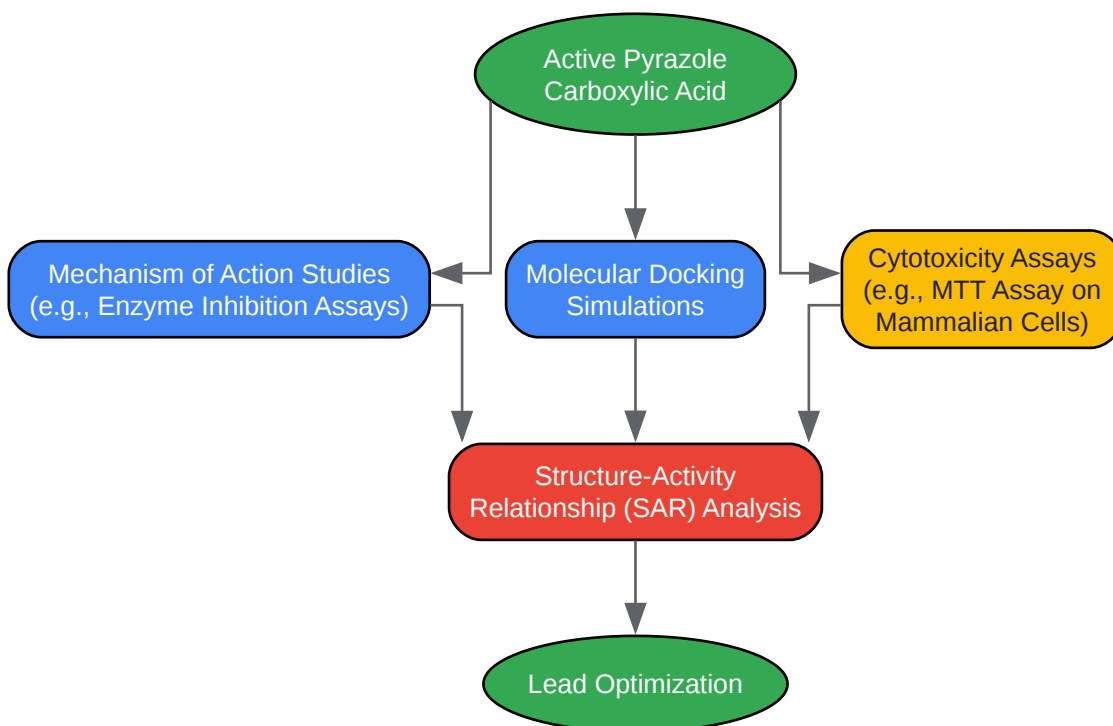 Active Pyrazole
Carboxylic Acid
Mechanism of Action Studies
(e.g., Enzyme Inhibition Assays)
Molecular Docking
Simulations
Cytotoxicity Assays
(e.g., MTT Assay on
Mammalian Cells)
Structure-Activity
Relationship (SAR) Analysis
Lead Optimization